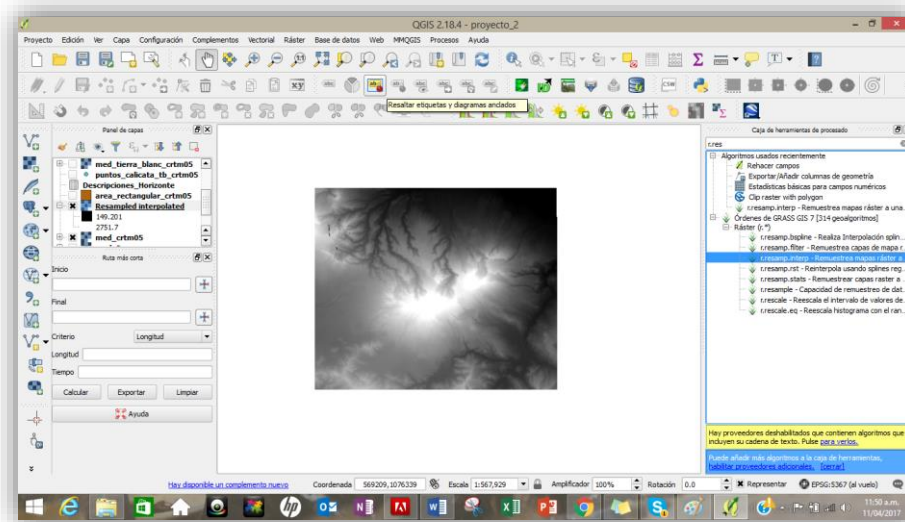 QGIS 2.18.4 - proyecto_2
Proyecto Edición Ver Capa Configuración Complementos Vectorial Ráster Base de datos Web MMQGIS Procesos Ayuda
Resaltar etiquetas y diagramas anclados
Panel de capas
med_tierra_blanc_crtm05
puntos_calicata_tb_crtm05
Descripciones_Horizonte
area_rectangular_crtm05
Resampled interpolated
149.201
2751.7
med_crtm05
Ruta más corta
Inicio
Final
Criterio Longitud
Longitud
Tiempo
Calcular Exportar Limpiar
Ayuda
Caja de herramientas de procesado
r.res
Algoritmos usados recientemente
Rehacer campos
Exportar/Añadir columnas de geometría
Estadísticas básicas para campos numéricos
Clip raster with polygon
r.resamp.interp - Remuestrea mapas ráster a una...
Órdenes de GRASS GIS 7 [314 geoalgoritmos]
Ráster (r.*)
r.resamp.bspline - Realiza Interpolación splin...
r.resamp.filter - Remuestrea capas de mapa r...
r.resamp.interp - Remuestrea mapas ráster a...
r.resamp.rst - Reinterpola usando splines reg...
r.resamp.stats - Remuestrear capas raster a ...
r.resample - Capacidad de remuestreo de dat...
r.rescale - Reescala el intervalo de valores de...
r.rescale.eq - Reescala histograma con el ran...
Hay proveedores deshabilitados que contienen algoritmos que
incluyen su cadena de texto. Pulse para verlos.
Puede añadir más algoritmos a la caja de herramientas,
habilitar proveedores adicionales. [cerrar]
Hay disponible un complemento nuevo Coordenada 569209,1076339 Escala 1:567,929 Amplificador 100% Rotación 0.0 Representar EPSG:5367 (al vuelo)
11:50 a.m.
11/04/2017